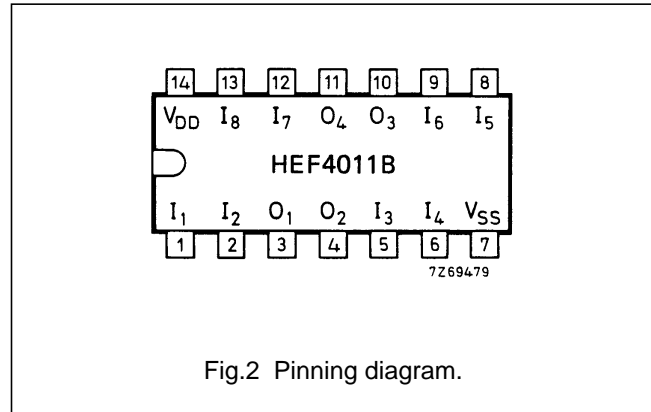 14 13 12 11 10 9 8
VDD I8 I7 O4 O3 I6 I5
HEF4011B
I1 I2 O1 O2 I3 I4 VSS
1 2 3 4 5 6 7
7Z69479
Fig.2 Pinning diagram.